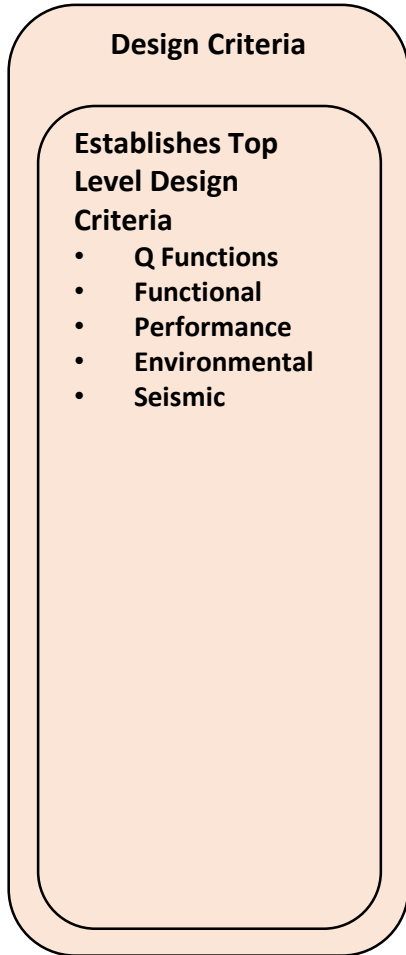 Design Criteria
Establishes Top
Level Design
Criteria
• Q Functions
• Functional
• Performance
• Environmental
• Seismic